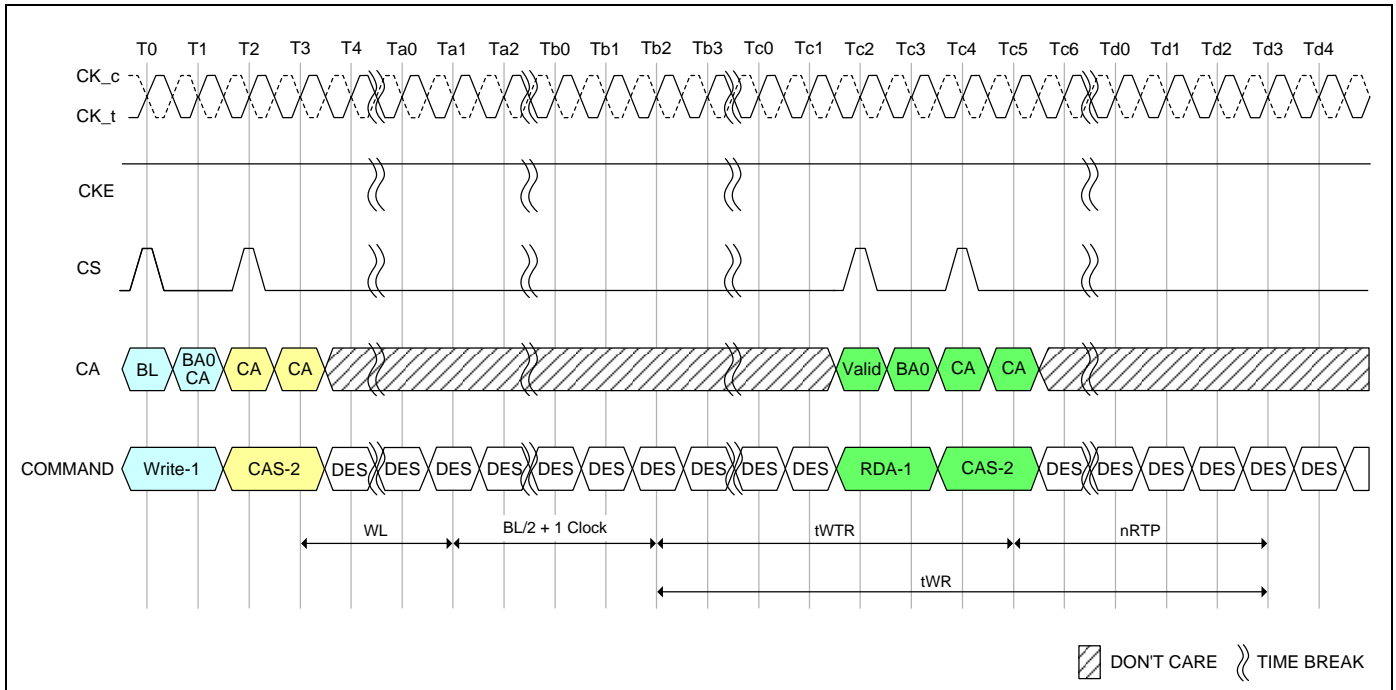 T0 T1 T2 T3 T4 Ta0 Ta1 Ta2 Tb0 Tb1 Tb2 Tb3 Tc0 Tc1 Tc2 Tc3 Tc4 Tc5 Tc6 Td0 Td1 Td2 Td3 Td4
CK_c
CK_t
CKE
CS
CA BL BA0 CA CA CA Valid BA0 CA CA
COMMAND Write-1 CAS-2 DES DES DES DES DES DES DES DES DES DES RDA-1 CAS-2 DES DES DES DES DES DES
WL BL/2 + 1 Clock tWTR nRTP
tWR
DON'T CARE TIME BREAK